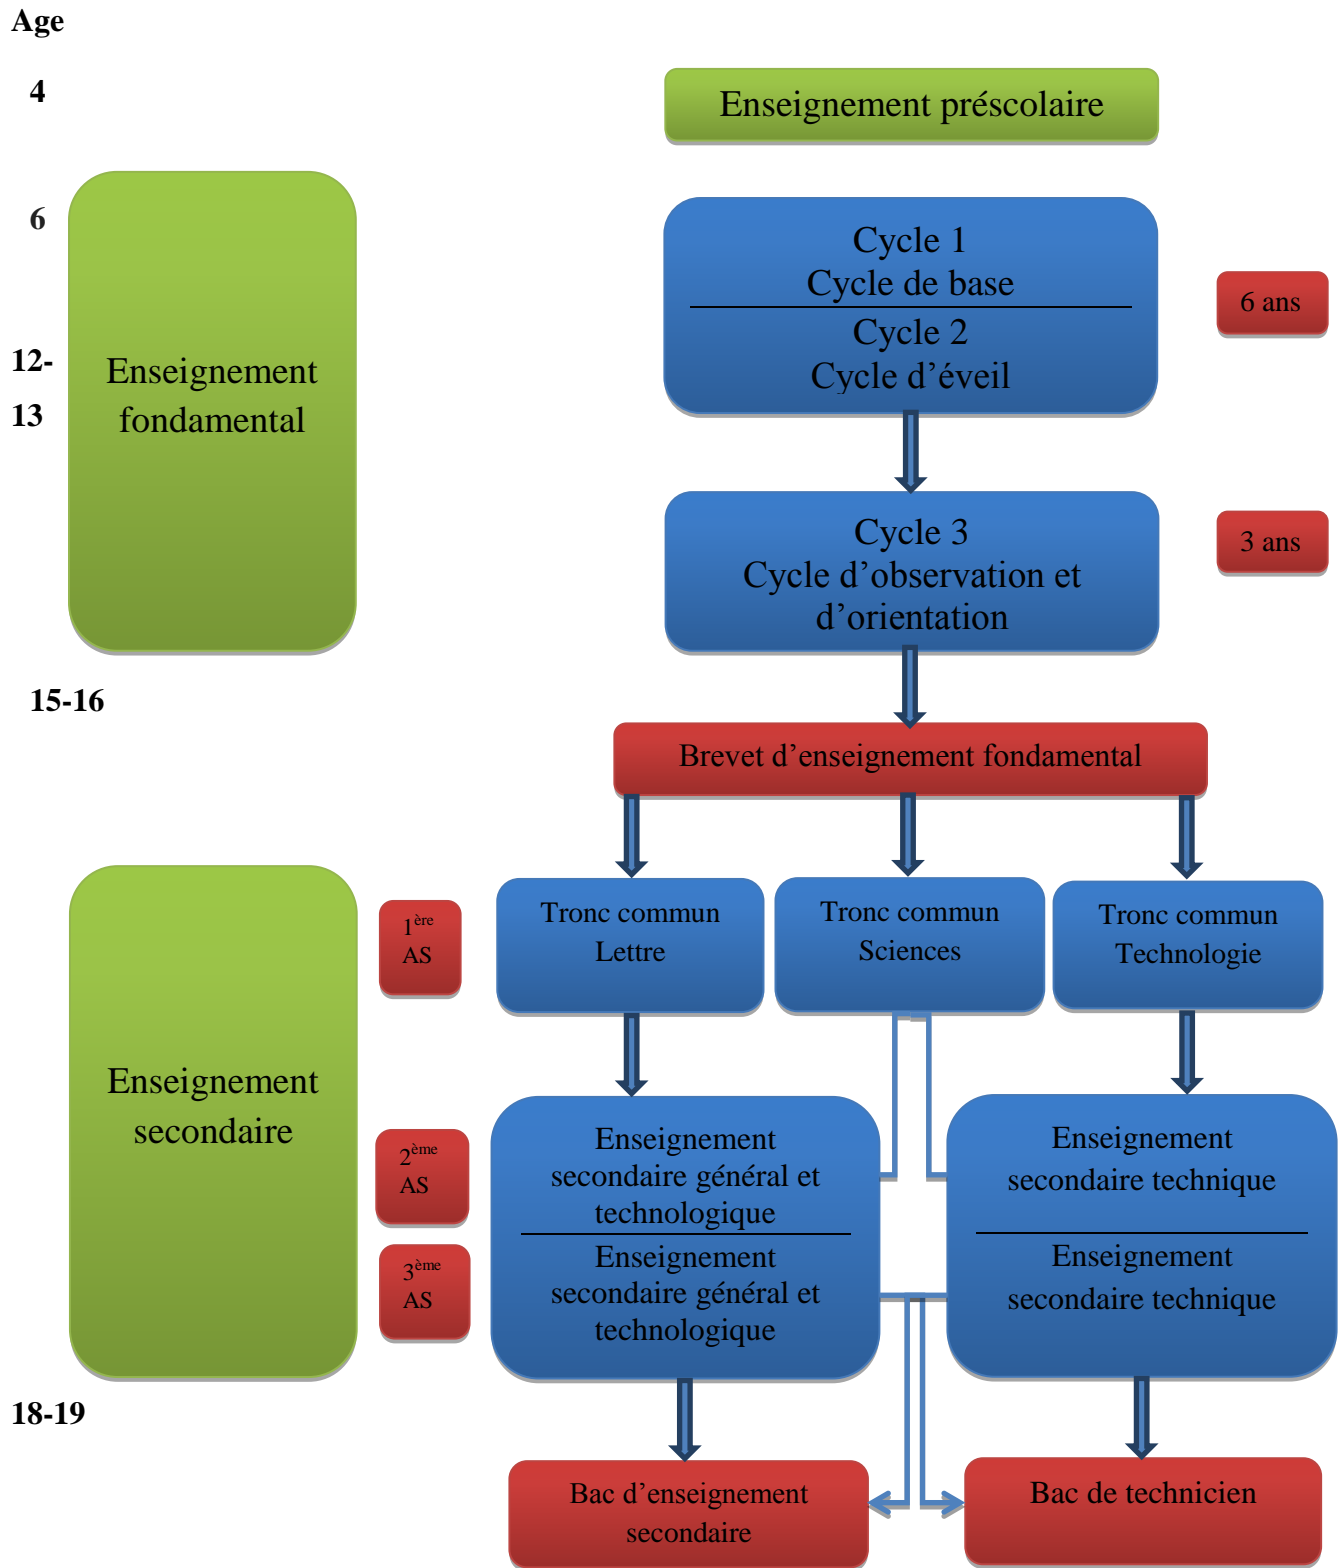 Age
4
Enseignement préscolaire
6
Cycle 1
Cycle de base
6 ans
Cycle 2
Cycle d’éveil
12-
13
Enseignement
fondamental
Cycle 3
Cycle d’observation et
d’orientation
3 ans
15-16
Brevet d’enseignement fondamental
1ère
AS
Tronc commun
Lettre
Tronc commun
Sciences
Tronc commun
Technologie
Enseignement
secondaire
2ème
AS
Enseignement
secondaire général et
technologique
Enseignement
secondaire technique
3ème
AS
Enseignement
secondaire général et
technologique
Enseignement
secondaire technique
18-19
Bac d’enseignement
secondaire
Bac de technicien